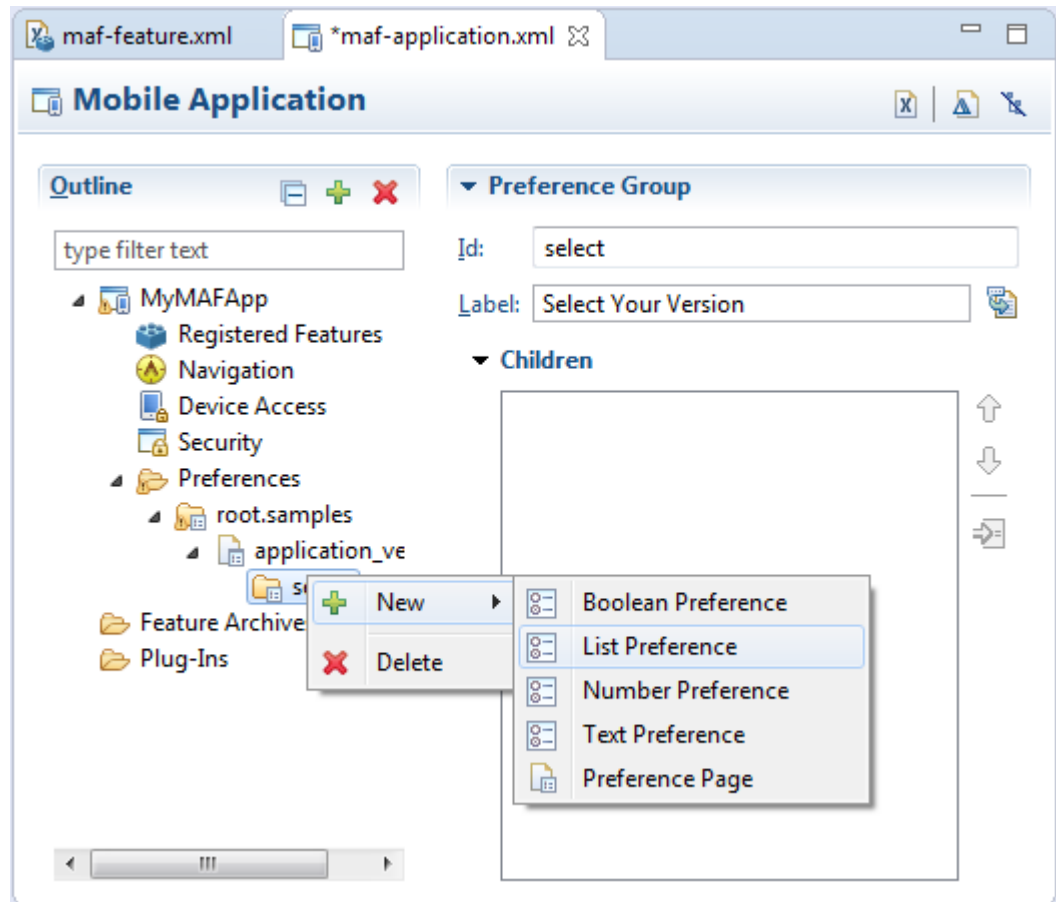 maf-feature.xml
*maf-application.xml
Mobile Application
Outline
Preference Group
type filter text
Id:
select
Label:
Select Your Version
MyMAFApp
Registered Features
Navigation
Device Access
Security
Preferences
root.samples
application_ve
Feature Archive
Plug-Ins
Children
New
Delete
Boolean Preference
List Preference
Number Preference
Text Preference
Preference Page